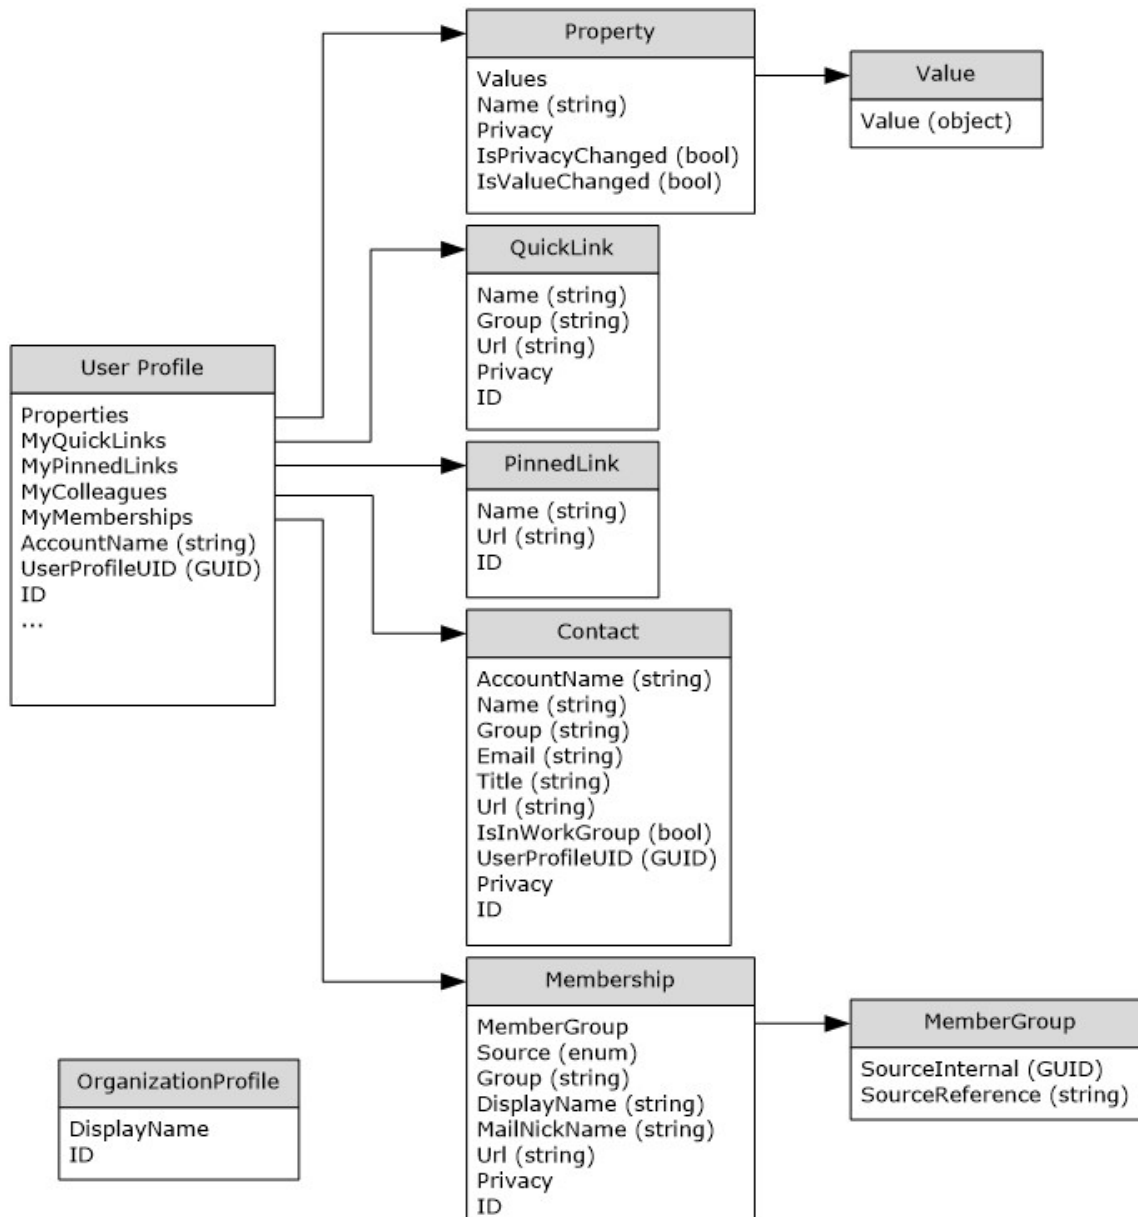 Property
Values
Name (string)
Privacy
IsPrivacyChanged (bool)
IsValueChanged (bool)
Value
Value (object)
QuickLink
Name (string)
Group (string)
Url (string)
Privacy
ID
User Profile
Properties
MyQuickLinks
MyPinnedLinks
MyColleagues
MyMemberships
AccountName (string)
UserProfileUID (GUID)
ID
...
PinnedLink
Name (string)
Url (string)
ID
Contact
AccountName (string)
Name (string)
Group (string)
Email (string)
Title (string)
Url (string)
IsInWorkGroup (bool)
UserProfileUID (GUID)
Privacy
ID
Membership
MemberGroup
Source (enum)
Group (string)
DisplayName (string)
MailNickName (string)
Url (string)
Privacy
ID
MemberGroup
SourceInternal (GUID)
SourceReference (string)
OrganizationProfile
DisplayName
ID